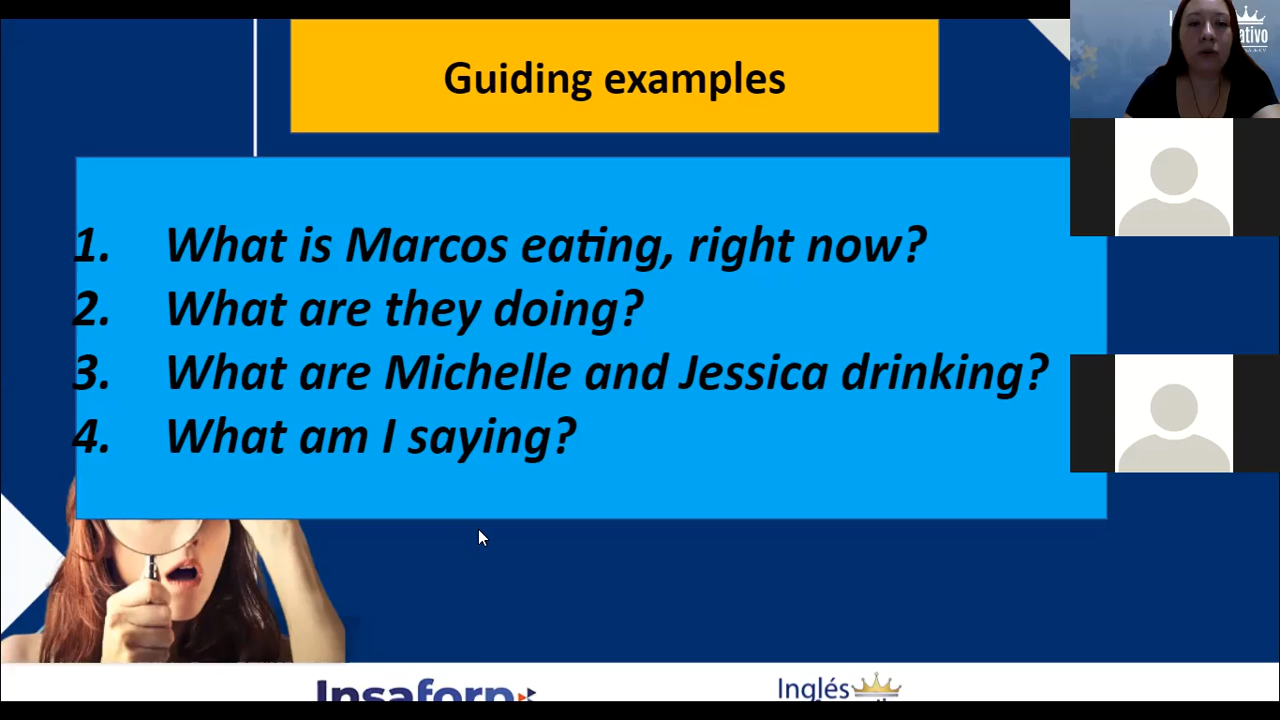 Guiding examples
1. What is Marcos eating, right now?
2. What are they doing?
3. What are Michelle and Jessica drinking?
4. What am I saying?
Insaforp
Inglés